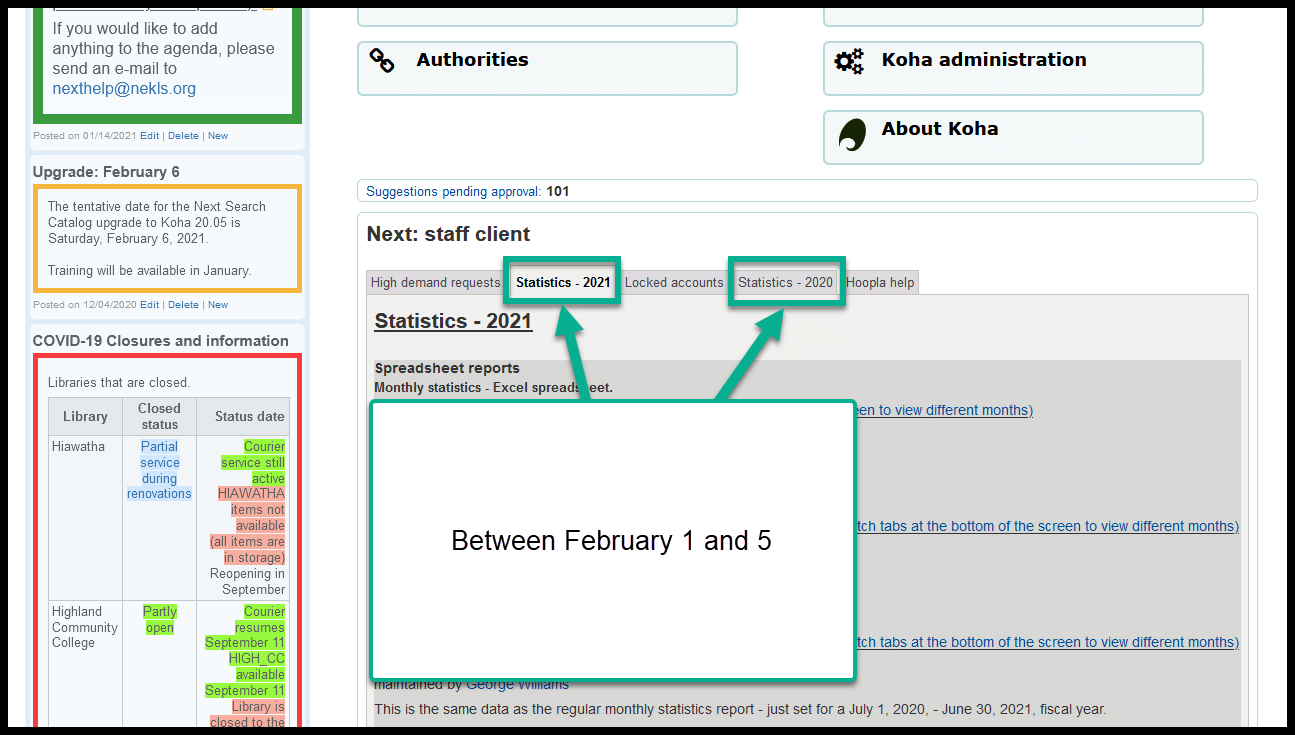 If you would like to add
anything to the agenda, please
send an e-mail to
nexthelp@nekls.org
Posted on 01/14/2021 Edit | Delete | New
Upgrade: February 6
The tentative date for the Next Search
Catalog upgrade to Koha 20.05 is
Saturday, February 6, 2021.
Training will be available in January.
Posted on 12/04/2020 Edit | Delete | New
COVID-19 Closures and information
Libraries that are closed.
Library Closed status Status date
Hiawatha
Partial
service
during
renovations
Courier
service still
active
HIAWATHA
items not
available
(all items are
in storage)
Reopening in
September
Highland
Community
College
Partly
open
Courier
resumes
September 11
HIGH_CC
available
September 11
Library is
closed to the
Authorities
Koha administration
About Koha
Suggestions pending approval: 101
Next: staff client
High demand requests Statistics - 2021 Locked accounts Statistics - 2020 Hoopla help
Statistics - 2021
Spreadsheet reports
Monthly statistics - Excel spreadsheet.
een to view different months)
Between February 1 and 5
tch tabs at the bottom of the screen to view different months)
tch tabs at the bottom of the screen to view different months)
maintained by George Williams
This is the same data as the regular monthly statistics report - just set for a July 1, 2020, - June 30, 2021, fiscal year.